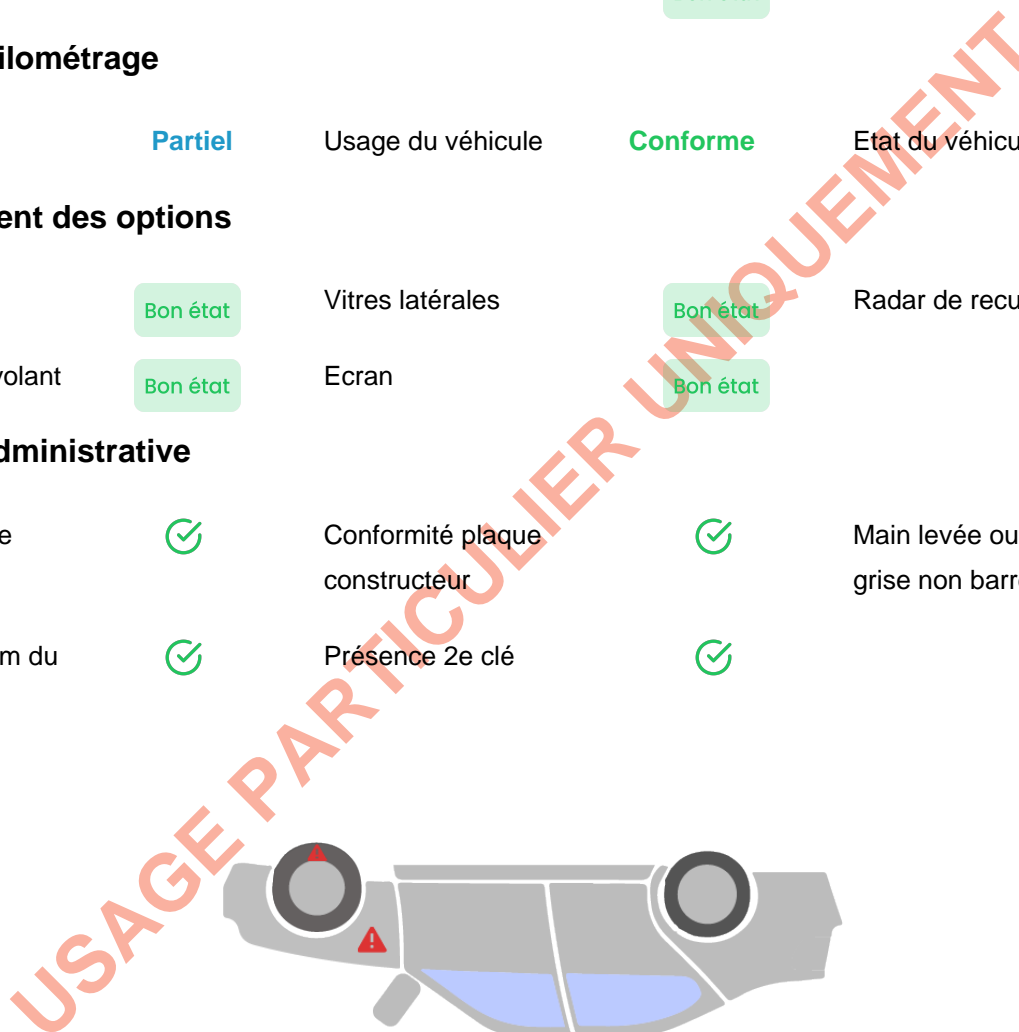 ilométrage
Partiel Usage du véhicule Conforme Etat du véhicu
ent des options
Bon état Vitres latérales Bon état Radar de recu
volant Bon état Ecran Bon état
dministrative
e Conformité plaque Main levée ou
constructeur grise non barr
m du Présence 2e clé
USAGE PARTICULIER UNIQUEMENT